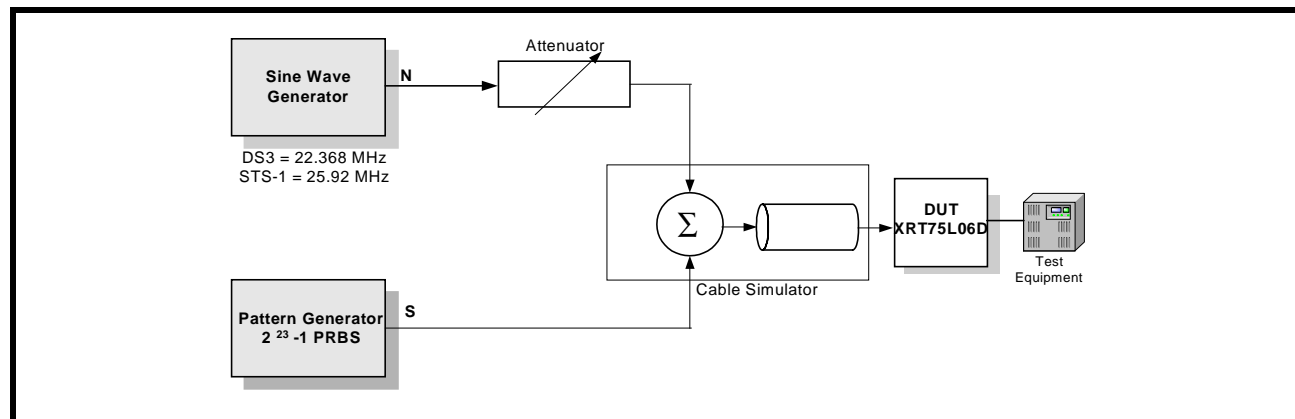 Attenuator
Sine Wave
Generator
N
DS3 = 22.368 MHz
STS-1 = 25.92 MHz
Σ
DUT
XRT75L06D
Test
Equipment
Cable Simulator
Pattern Generator
2 23 -1 PRBS
S